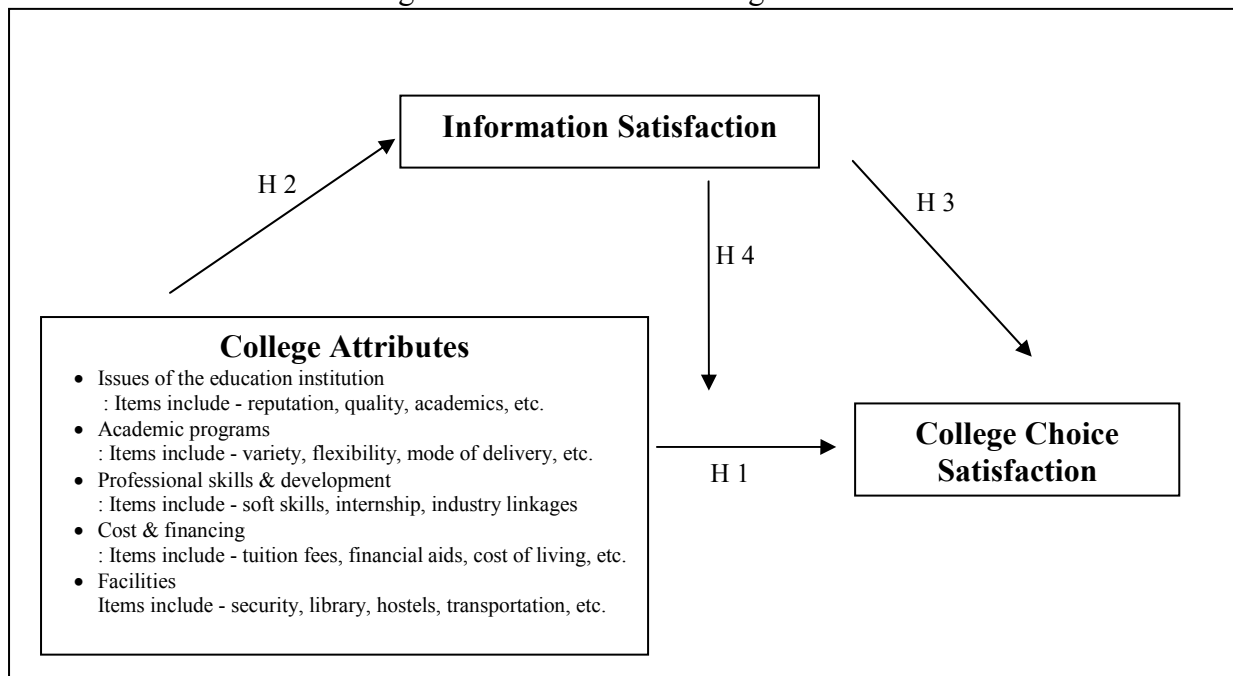 Information Satisfaction
H 2
H 3
H 4
College Attributes
• Issues of the education institution
: Items include - reputation, quality, academics, etc.
• Academic programs
: Items include - variety, flexibility, mode of delivery, etc.
• Professional skills & development
: Items include - soft skills, internship, industry linkages
• Cost & financing
: Items include - tuition fees, financial aids, cost of living, etc.
• Facilities
Items include - security, library, hostels, transportation, etc.
H 1
College Choice
Satisfaction